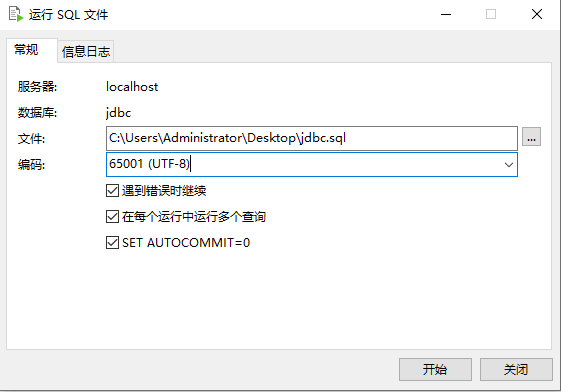 运行 SQL 文件
常规 信息日志
服务器: localhost
数据库: jdbc
文件: C:\Users\Administrator\Desktop\jdbc.sql ...
编码: 65001 (UTF-8)
遇到错误时继续
在每个运行中运行多个查询
SET AUTOCOMMIT=0
开始 关闭